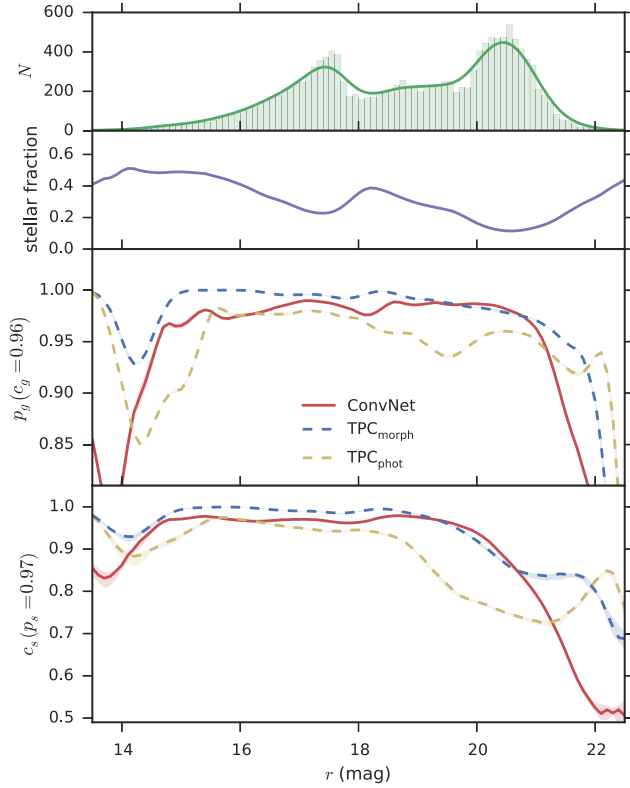 600
400
200
0
N
0.6
0.4
0.2
0.0
stellar fraction
1.00
0.95
0.90
0.85
p_g (c_g = 0.96)
ConvNet
TPC_morph
TPC_phot
1.0
0.9
0.8
0.7
0.6
0.5
c_s (p_s = 0.97)
14 16 18 20 22
r (mag)